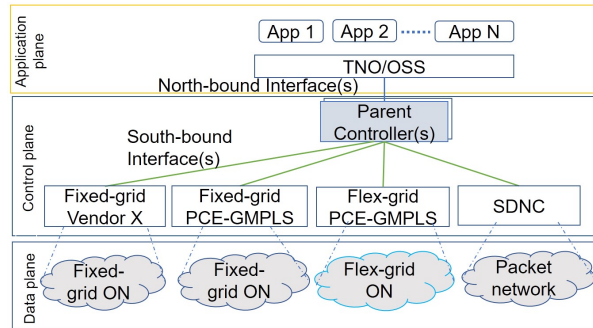 Application
plane
App 1
App 2
App N
TNO/OSS
North-bound Interface(s)
Control plane
Parent
Controller(s)
South-bound
Interface(s)
Fixed-grid
Vendor X
Fixed-grid
PCE-GMPLS
Flex-grid
PCE-GMPLS
SDNC
Data plane
Fixed-
grid ON
Fixed-
grid ON
Flex-grid
ON
Packet
network